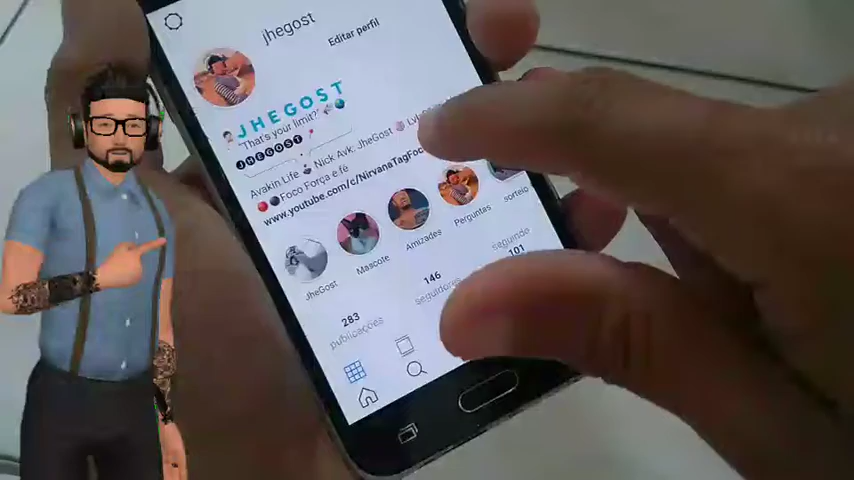 jhegost
Editar perfil
JHEGOST
"That's your limit?"
JHEGOST
Avakin Life Nick Avk: JheGost
Foco Força e fé
www.youtube.com/c/NirvanaTagFoc
JheGost
Mascote
Amizades
Perguntas
sorteio
283
publicações
146
seguidores
101
seguindo